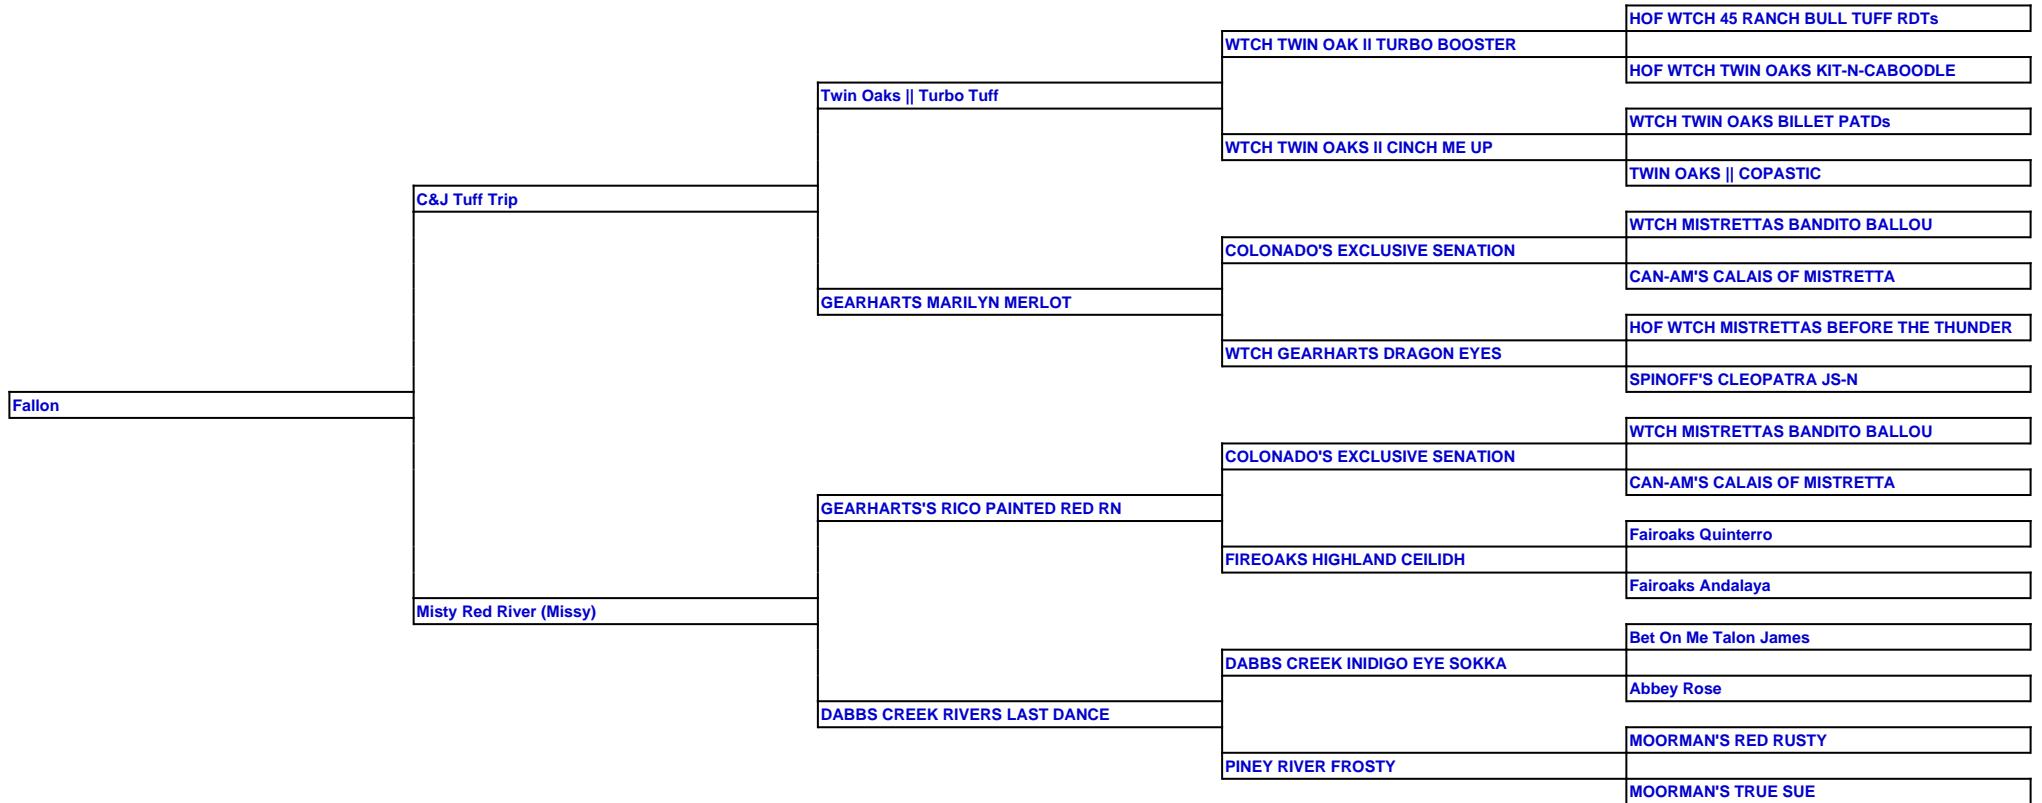 HOF WTCH 45 RANCH BULL TUFF RDTs
WTCH TWIN OAK II TURBO BOOSTER
HOF WTCH TWIN OAKS KIT-N-CABOODLE
Twin Oaks || Turbo Tuff
WTCH TWIN OAKS BILLET PATDs
WTCH TWIN OAKS II CINCH ME UP
TWIN OAKS || COPASTIC
C&J Tuff Trip
WTCH MISTRETTAS BANDITO BALLOU
COLONADO'S EXCLUSIVE SENATION
CAN-AM'S CALAIS OF MISTRETTA
GEARHARTS MARILYN MERLOT
HOF WTCH MISTRETTAS BEFORE THE THUNDER
WTCH GEARHARTS DRAGON EYES
SPINOFF'S CLEOPATRA JS-N
Fallon
WTCH MISTRETTAS BANDITO BALLOU
COLONADO'S EXCLUSIVE SENATION
CAN-AM'S CALAIS OF MISTRETTA
GEARHARTS'S RICO PAINTED RED RN
Fairoaks Quinterro
FIREOAKS HIGHLAND CEILIDH
Fairoaks Andalaya
Misty Red River (Missy)
Bet On Me Talon James
DABBS CREEK INIDIGO EYE SOKKA
Abbey Rose
DABBS CREEK RIVERS LAST DANCE
MOORMAN'S RED RUSTY
PINEY RIVER FROSTY
MOORMAN'S TRUE SUE